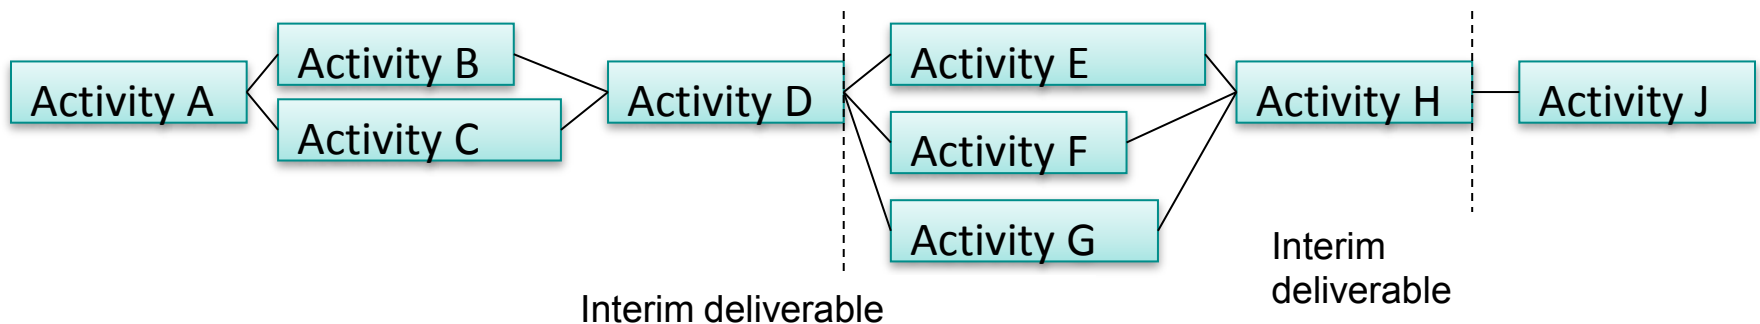 Activity A
Activity B
Activity C
Activity D
Activity E
Activity F
Activity G
Activity H
Activity J
Interim deliverable
Interim
deliverable